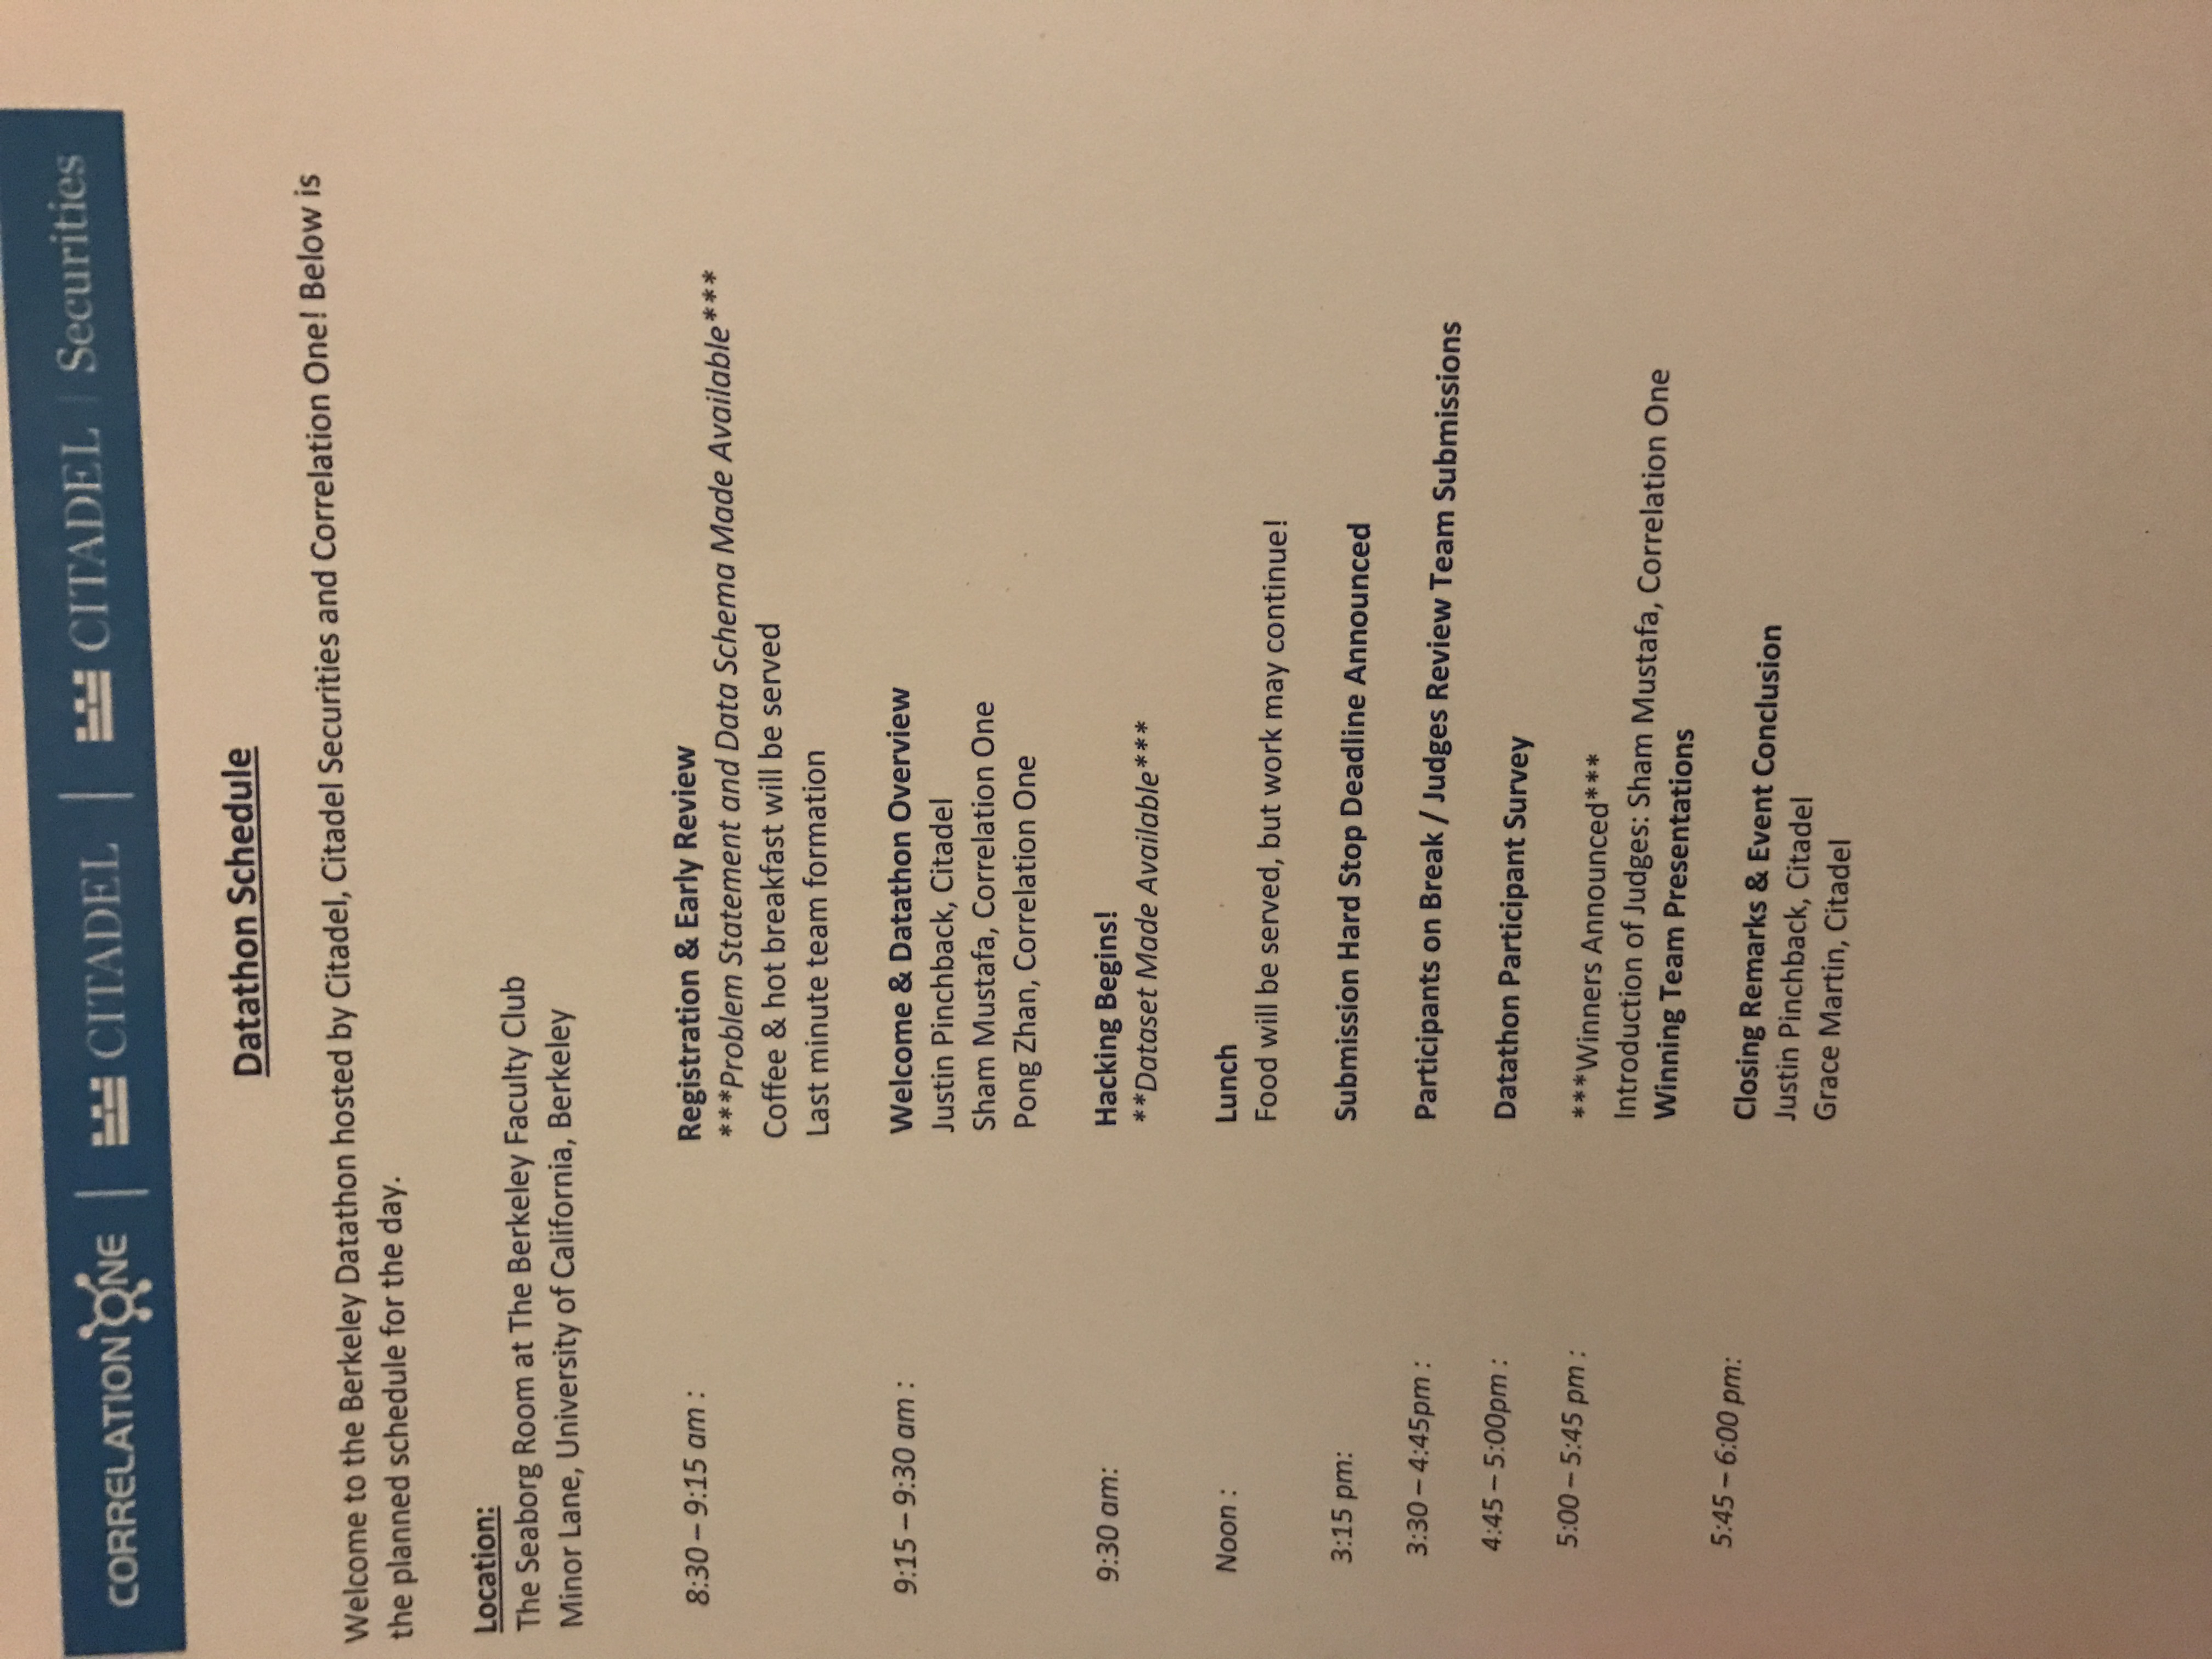 CORRELATION ONE | CITADEL | CITADEL | Securities
Datathon Schedule
Welcome to the Berkeley Datathon hosted by Citadel, Citadel Securities and Correlation One! Below is
the planned schedule for the day.
Location:
The Seaborg Room at The Berkeley Faculty Club
Minor Lane, University of California, Berkeley
8:30 – 9:15 am : Registration & Early Review
***Problem Statement and Data Schema Made Available***
Coffee & hot breakfast will be served
Last minute team formation
9:15 – 9:30 am : Welcome & Datathon Overview
Justin Pinchback, Citadel
Sham Mustafa, Correlation One
Pong Zhan, Correlation One
9:30 am: Hacking Begins!
**Dataset Made Available***
Noon : Lunch
Food will be served, but work may continue!
3:15 pm: Submission Hard Stop Deadline Announced
3:30 – 4:45pm : Participants on Break / Judges Review Team Submissions
4:45 – 5:00pm : Datathon Participant Survey
5:00 – 5:45 pm : ***Winners Announced***
Introduction of Judges: Sham Mustafa, Correlation One
Winning Team Presentations
5:45 – 6:00 pm: Closing Remarks & Event Conclusion
Justin Pinchback, Citadel
Grace Martin, Citadel